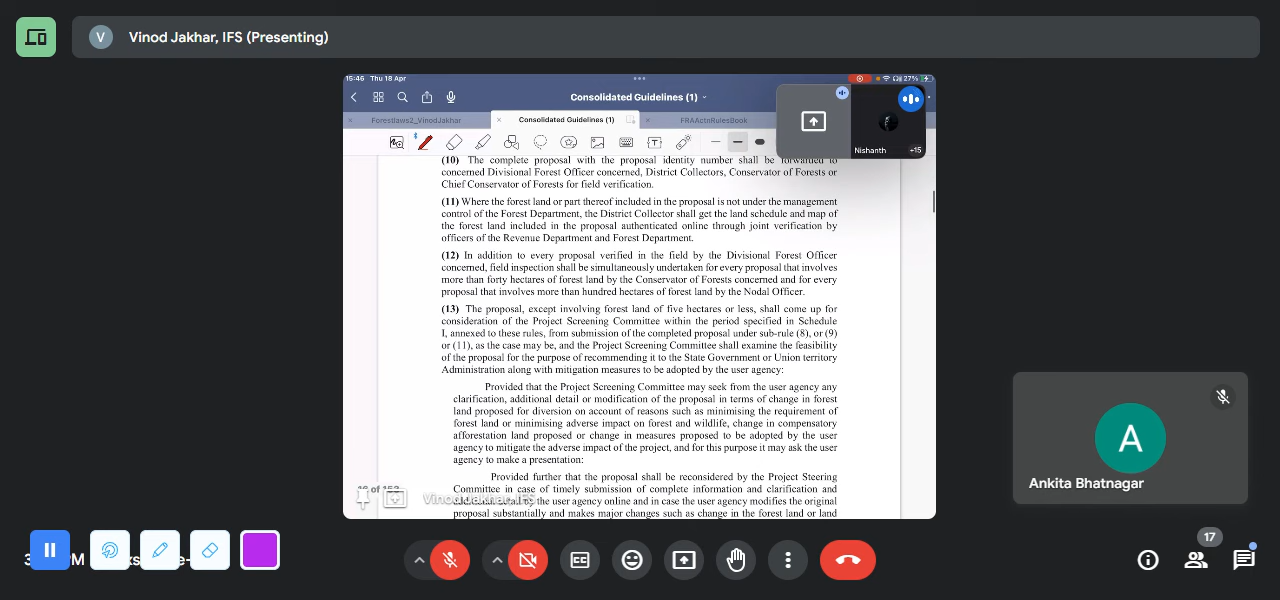 V Vinod Jakhar, IFS (Presenting)
15:46 Thu 18 Apr
27%
Consolidated Guidelines (1)
Forestlaws2_VinodJakhar
Consolidated Guidelines (1)
FRAActnRulesBook
Nishanth +15
(10) The complete proposal with the proposal identity number shall be forwarded to
concerned Divisional Forest Officer concerned, District Collectors, Conservator of Forests or
Chief Conservator of Forests for field verification.
(11) Where the forest land or part thereof included in the proposal is not under the management
control of the Forest Department, the District Collector shall get the land schedule and map of
the forest land included in the proposal authenticated online through joint verification by
officers of the Revenue Department and Forest Department.
(12) In addition to every proposal verified in the field by the Divisional Forest Officer
concerned, field inspection shall be simultaneously undertaken for every proposal that involves
more than forty hectares of forest land by the Conservator of Forests concerned and for every
proposal that involves more than hundred hectares of forest land by the Nodal Officer.
(13) The proposal, except involving forest land of five hectares or less, shall come up for
consideration of the Project Screening Committee within the period specified in Schedule
I, annexed to these rules, from submission of the completed proposal under sub-rule (8), or (9)
or (11), as the case may be, and the Project Screening Committee shall examine the feasibility
of the proposal for the purpose of recommending it to the State Government or Union territory
Administration along with mitigation measures to be adopted by the user agency:
Provided that the Project Screening Committee may seek from the user agency any
clarification, additional detail or modification of the proposal in terms of change in forest
land proposed for diversion on account of reasons such as minimising the requirement of
forest land or minimising adverse impact on forest and wildlife, change in compensatory
afforestation land proposed or change in measures proposed to be adopted by the user
agency to mitigate the adverse impact of the project, and for this purpose it may ask the user
agency to make a presentation:
Provided further that the proposal shall be reconsidered by the Project Steering
Committee in case of timely submission of complete information and clarification and
by the user agency online and in case the user agency modifies the original
proposal substantially and makes major changes such as change in the forest land or land
16 of 153
Vinod Jakhar, IFS
A
Ankita Bhatnagar
17